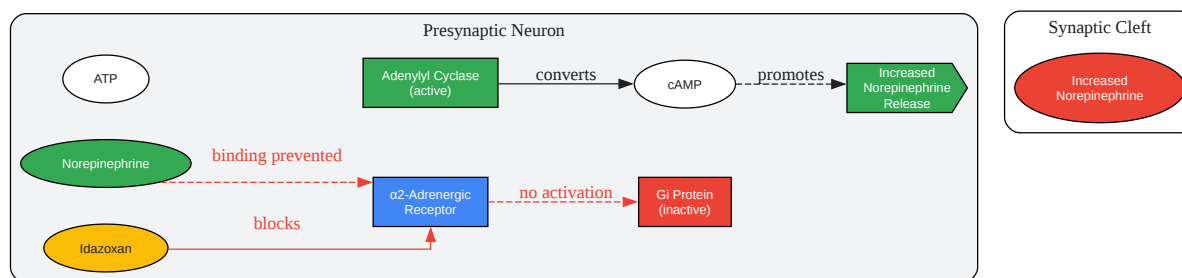 Presynaptic Neuron
Synaptic Cleft
ATP
Adenylyl Cyclase
(active)
converts
cAMP
promotes
Increased
Norepinephrine
Release
Increased
Norepinephrine
Norepinephrine
binding prevented
α2-Adrenergic
Receptor
no activation
Gi Protein
(inactive)
Idazoxan
blocks